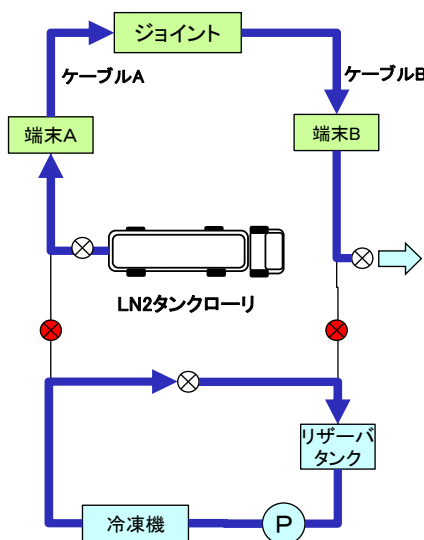 ジョイント
ケーブルA
ケーブルB
端末A
端末B
LN2タンクローリ
リザーバ
タンク
冷凍機
P